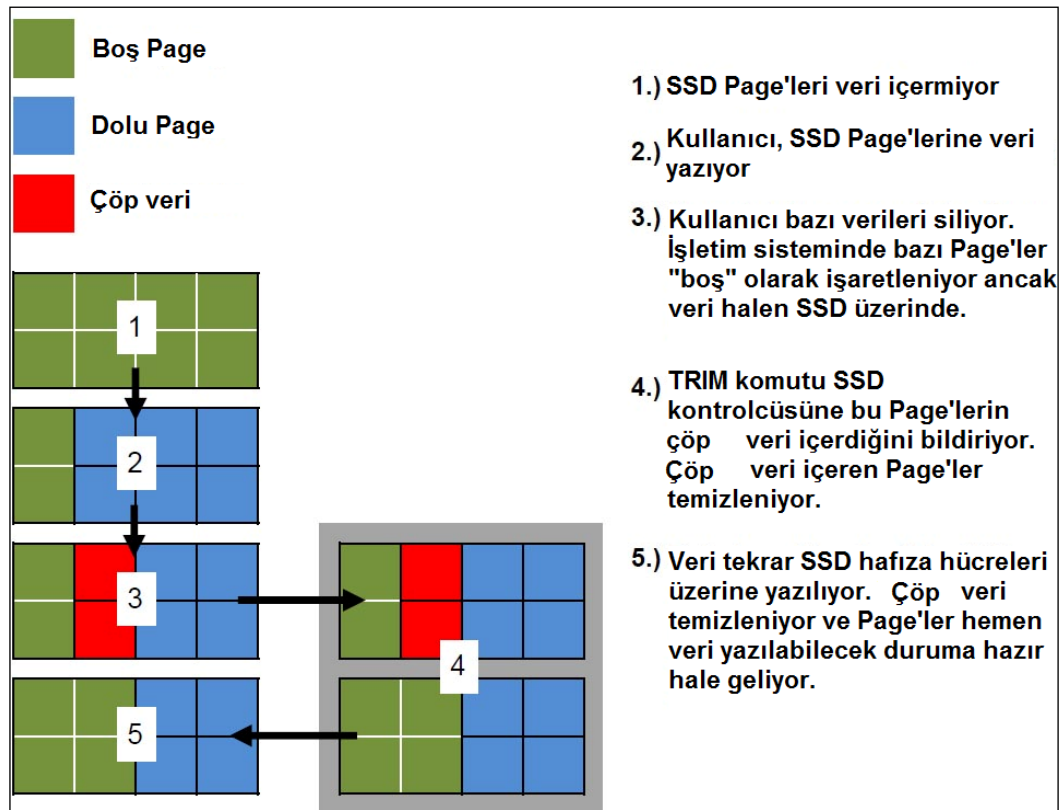 Boş Page
Dolu Page
Çöp veri
1.) SSD Page'leri veri içermiyor
2.) Kullanıcı, SSD Page'lerine veri
yazıyor
3.) Kullanıcı bazı verileri siliyor.
İşletim sisteminde bazı Page'ler
"boş" olarak işaretleniyor ancak
veri halen SSD üzerinde.
4.) TRIM komutu SSD
kontrolcüsüne bu Page'lerin
çöp veri içerdiğini bildiriyor.
Çöp veri içeren Page'ler
temizleniyor.
5.) Veri tekrar SSD hafıza hücreleri
üzerine yazılıyor. Çöp veri
temizleniyor ve Page'ler hemen
veri yazılabilecek duruma hazır
hale geliyor.
1
2
3
4
5